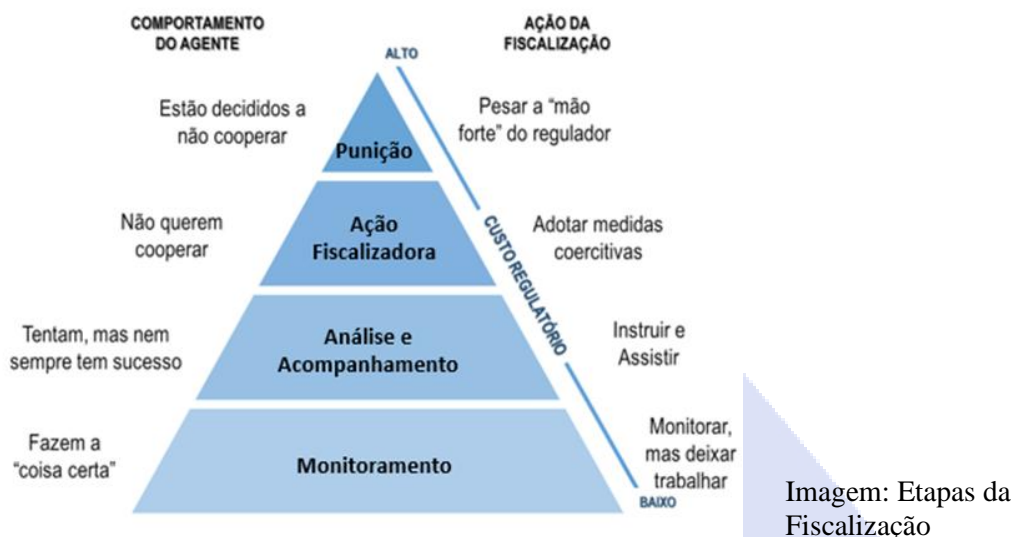 COMPORTAMENTO
DO AGENTE
AÇÃO DA
FISCALIZAÇÃO
ALTO
Estão decididos a
não cooperar
Punição
Pesar a “mão
forte” do regulador
Não querem
cooperar
Ação
Fiscalizadora
CUSTO REGULATÓRIO
Adotar medidas
coercitivas
Tentam, mas nem
sempre tem sucesso
Análise e
Acompanhamento
Instruir e
Assistir
Fazem a
“coisa certa”
Monitoramento
Monitorar,
mas deixar
trabalhar
BAIXO
Imagem: Etapas da
Fiscalização